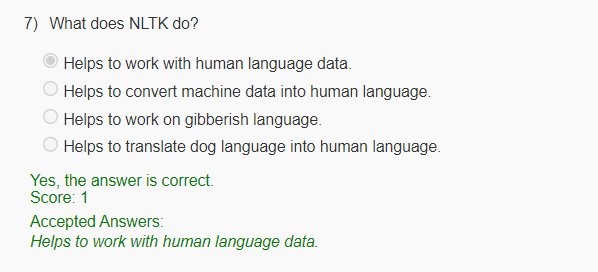 7) What does NLTK do?
Helps to work with human language data.
Helps to convert machine data into human language.
Helps to work on gibberish language.
Helps to translate dog language into human language.
Yes, the answer is correct.
Score: 1
Accepted Answers:
Helps to work with human language data.